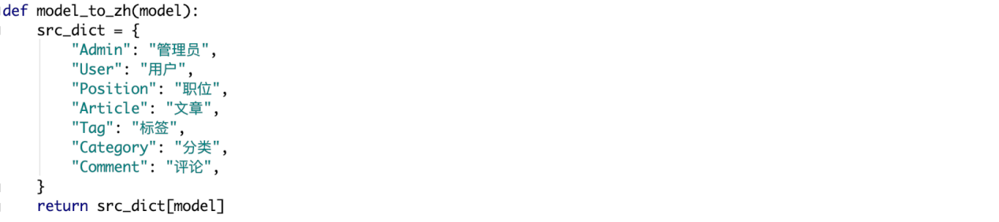 def model_to_zh(model):
    src_dict = {
        "Admin": "管理员",
        "User": "用户",
        "Position": "职位",
        "Article": "文章",
        "Tag": "标签",
        "Category": "分类",
        "Comment": "评论",
    }
    return src_dict[model]